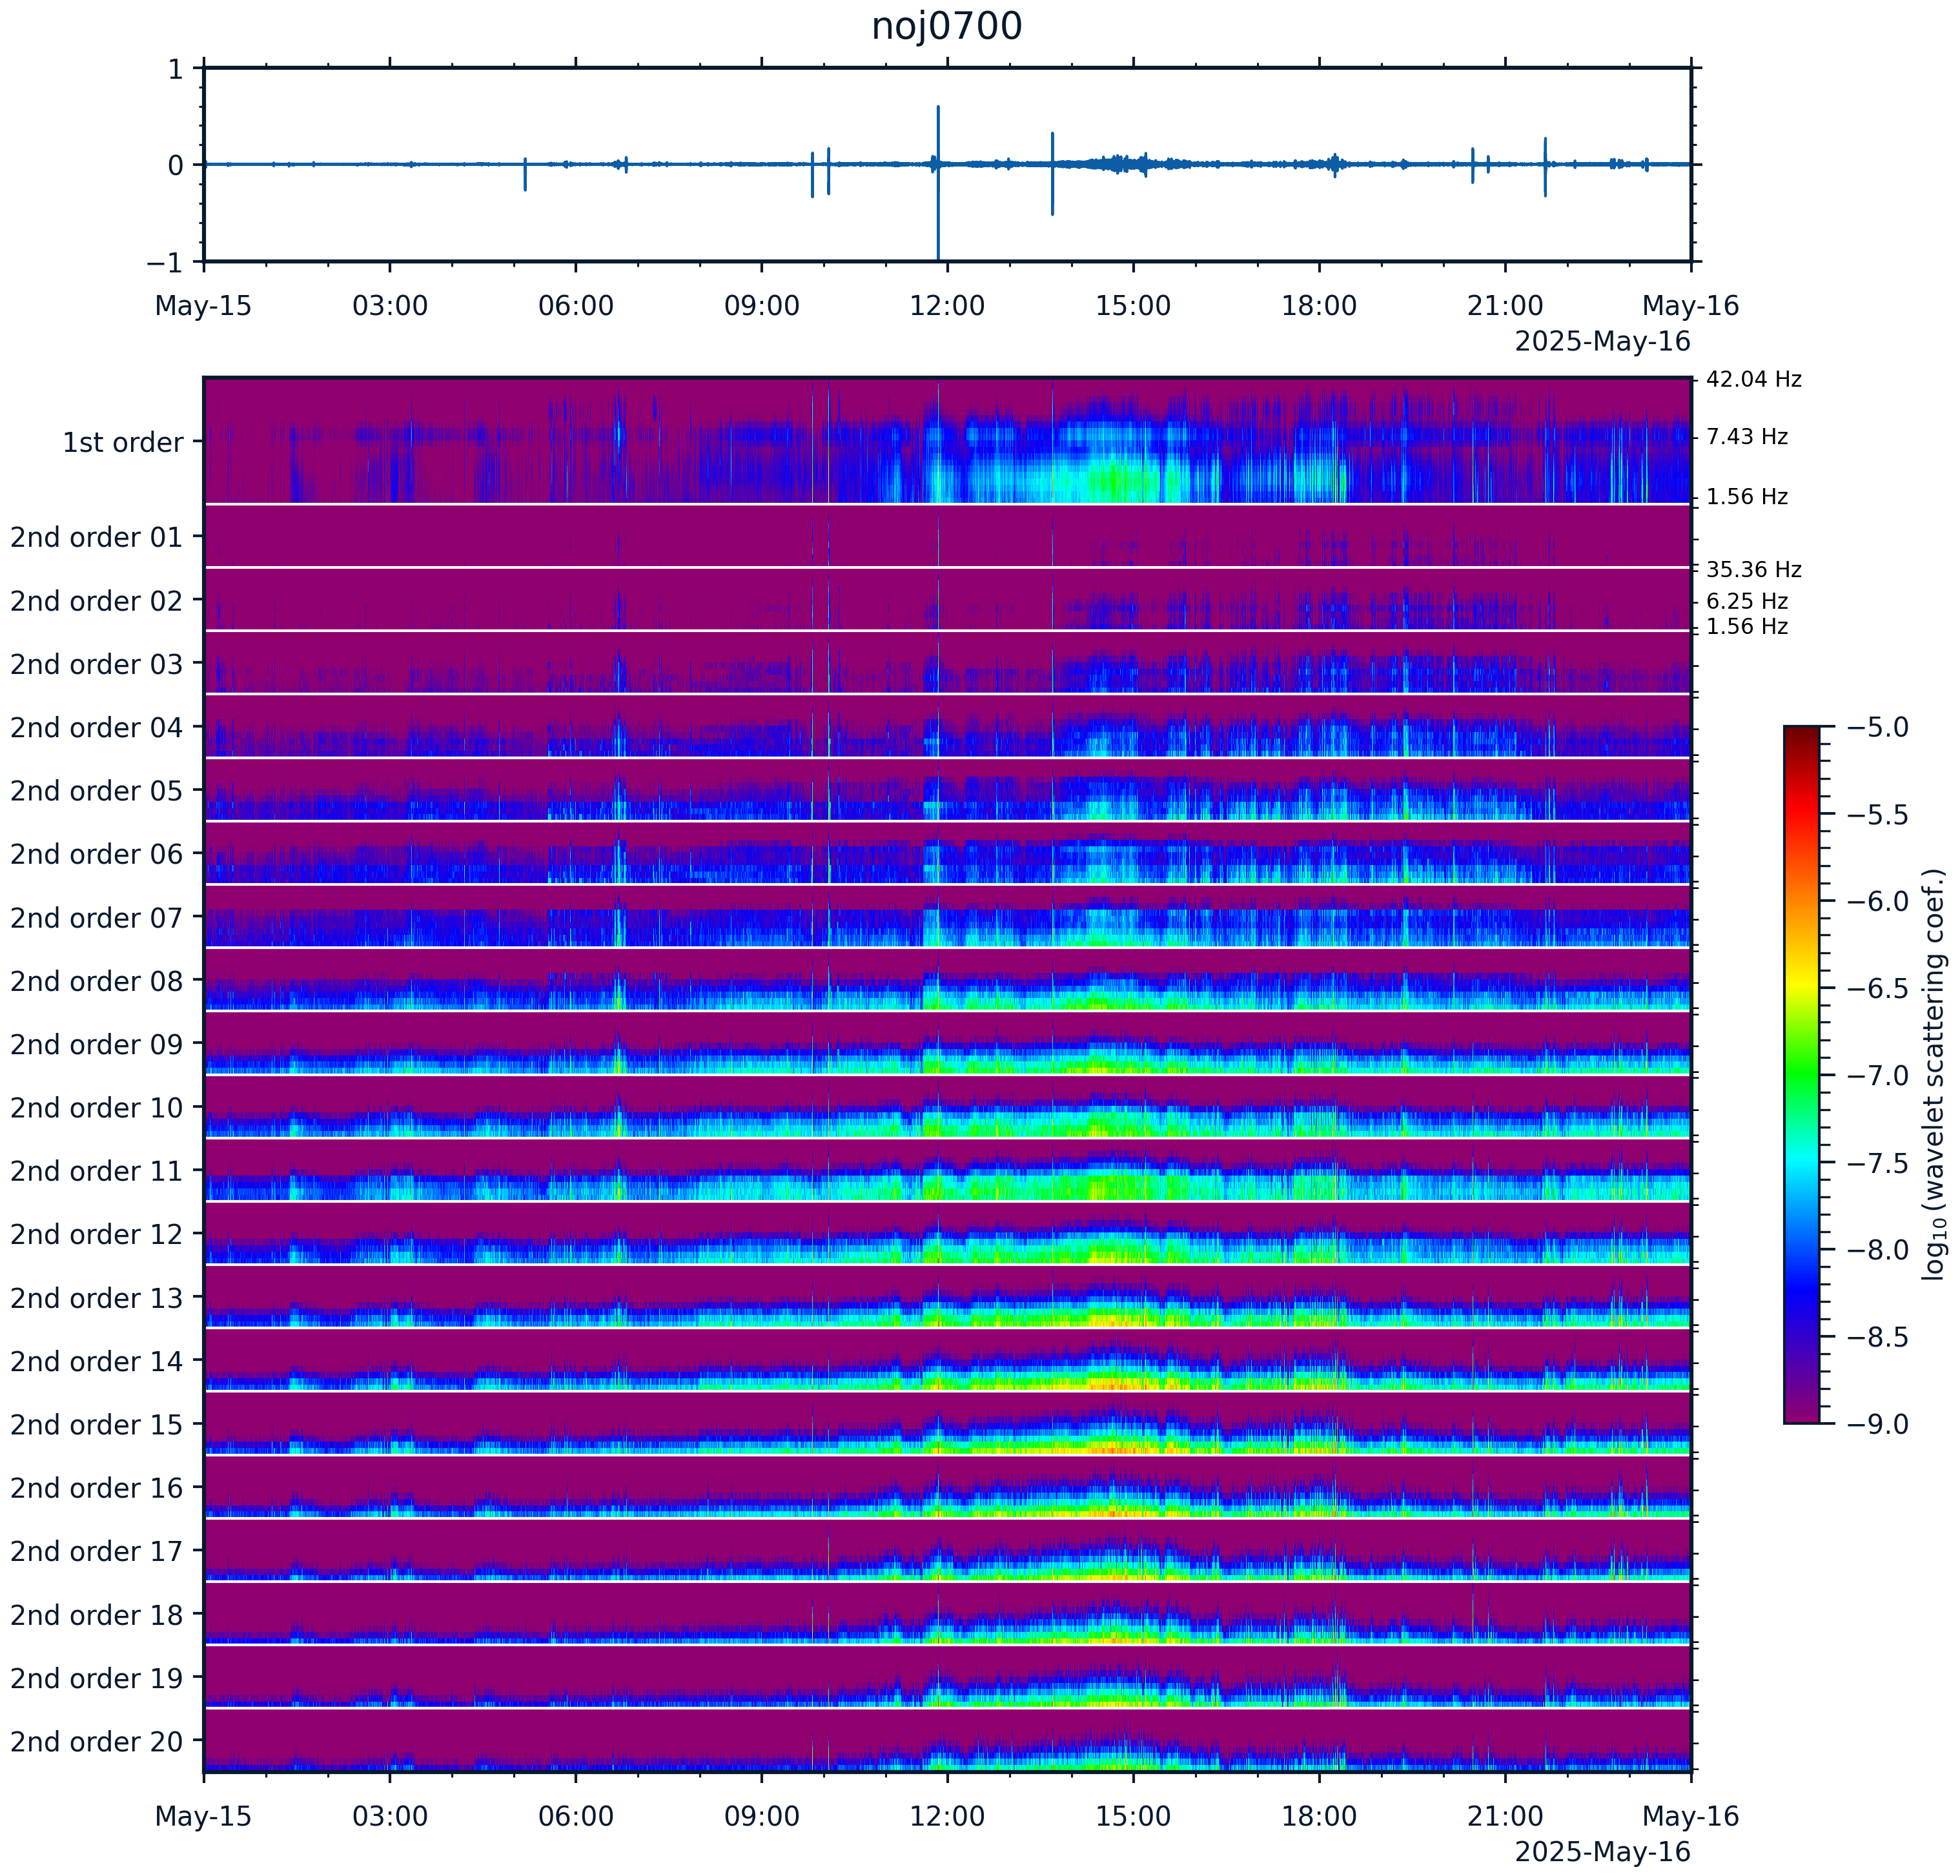 noj0700
1
0
−1
May-15 03:00 06:00 09:00 12:00 15:00 18:00 21:00 May-16
2025-May-16
42.04 Hz
1st order 7.43 Hz
1.56 Hz
2nd order 01
35.36 Hz
2nd order 02 6.25 Hz
1.56 Hz
2nd order 03
2nd order 04
2nd order 05
2nd order 06
2nd order 07
2nd order 08
2nd order 09
2nd order 10
2nd order 11
2nd order 12
2nd order 13
2nd order 14
2nd order 15
2nd order 16
2nd order 17
2nd order 18
2nd order 19
2nd order 20
May-15 03:00 06:00 09:00 12:00 15:00 18:00 21:00 May-16
2025-May-16
−5.0
−5.5
−6.0
−6.5
−7.0
−7.5
−8.0
−8.5
−9.0
log₁₀ (wavelet scattering coef.)